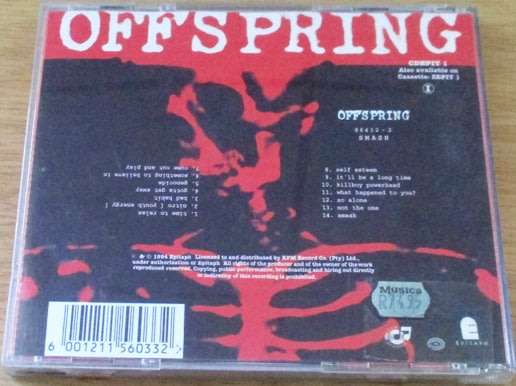 OFFSPRING
CDEPIT 1
Also available on
Cassette: ZEPIT 1
OFFSPRING
86432-2
SMASH
1. time to relax
2. nitro [ youth energy ]
3. bad habit
4. gotta get away
5. genocide
6. something to believe in
7. come out and play
8. self esteem
9. it'll be a long time
10. killboy powerhead
11. what happened to you?
12. so alone
13. not the one
14. smash
℗ © 1994 Epitaph Licensed to and distributed by RPM Record Co. (Pty) Ltd.,
under authorisation of Epitaph All rights of the producer and of the owner of the work
reproduced reserved. Copying, public performance, broadcasting and hiring out directly
or indirectly of this recording is prohibited.
Musica
6 001211 560332 >
EPITAPH